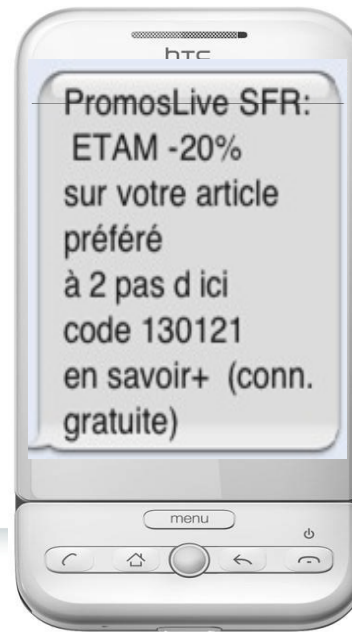 hTC
PromosLive SFR:
ETAM -20%
sur votre article
préféré
à 2 pas d ici
code 130121
en savoir+ (conn.
gratuite)
menu